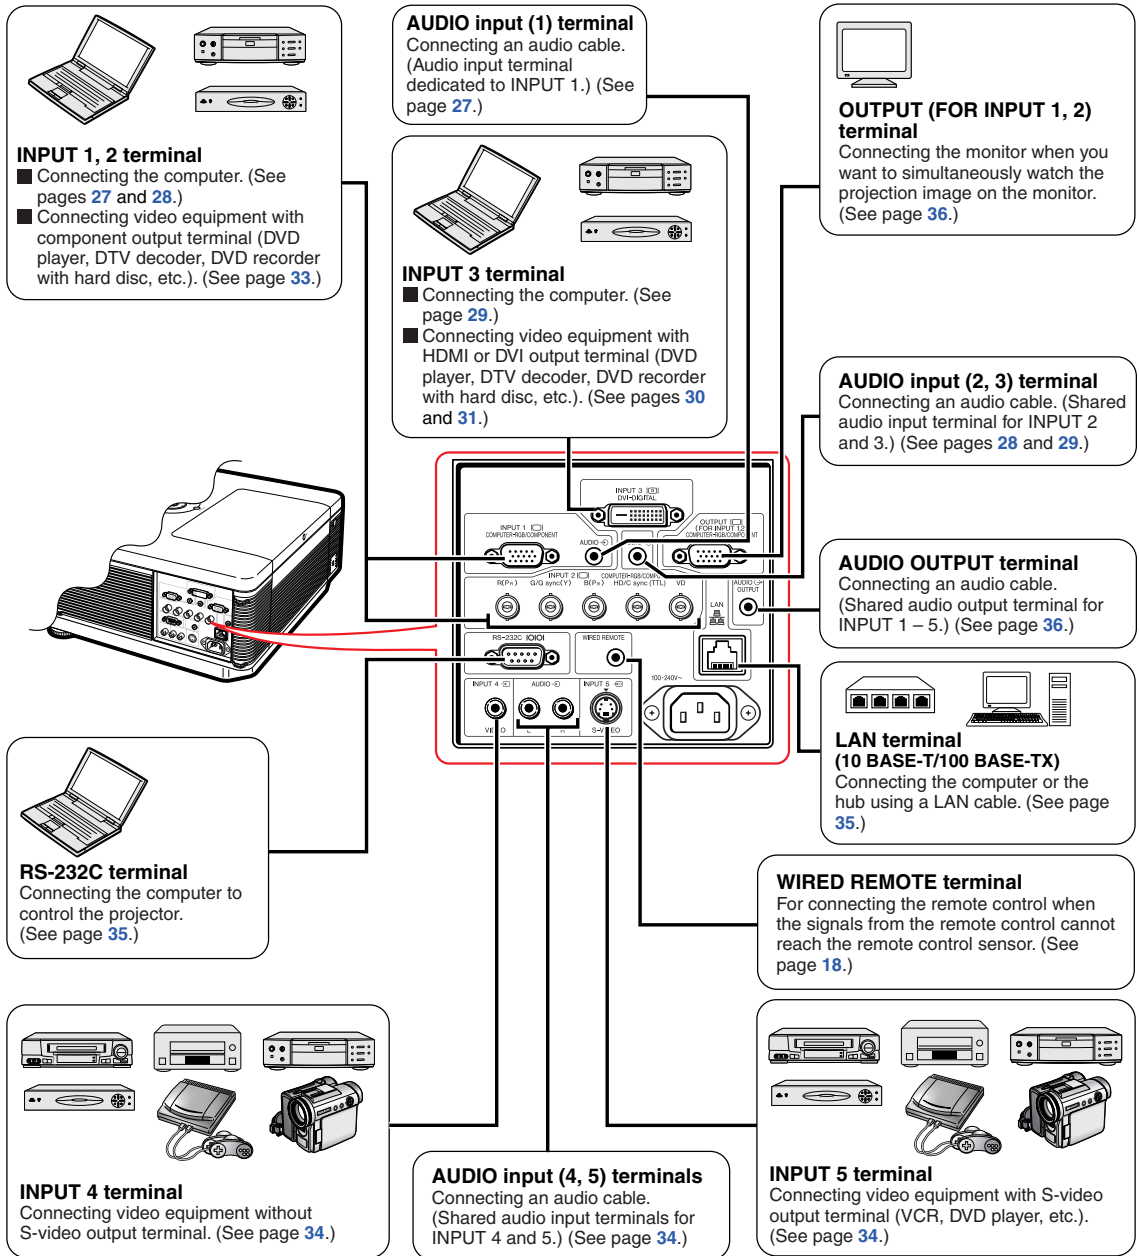 INPUT 1, 2 terminal
■ Connecting the computer. (See
pages 27 and 28.)
■ Connecting video equipment with
component output terminal (DVD
player, DTV decoder, DVD recorder
with hard disc, etc.). (See page 33.)
AUDIO input (1) terminal
Connecting an audio cable.
(Audio input terminal
dedicated to INPUT 1.) (See
page 27.)
OUTPUT (FOR INPUT 1, 2)
terminal
Connecting the monitor when you
want to simultaneously watch the
projection image on the monitor.
(See page 36.)
INPUT 3 terminal
■ Connecting the computer. (See
page 29.)
■ Connecting video equipment with
HDMI or DVI output terminal (DVD
player, DTV decoder, DVD recorder
with hard disc, etc.). (See pages 30
and 31.)
AUDIO input (2, 3) terminal
Connecting an audio cable. (Shared
audio input terminal for INPUT 2
and 3.) (See pages 28 and 29.)
INPUT 3
DVI-DIGITAL
INPUT 1
COMPUTER-RGB/COMPONENT
AUDIO
OUTPUT
(FOR INPUT 1,2)
INPUT 2
R(PR) G/G sync(Y) B(PB) HD/C sync (TTL) VD
AUDIO
OUTPUT
LAN
RS-232C IOIOI
WIRED REMOTE
100-240V~
INPUT 4
AUDIO
INPUT 5
AUDIO OUTPUT terminal
Connecting an audio cable.
(Shared audio output terminal for
INPUT 1 – 5.) (See page 36.)
LAN terminal
(10 BASE-T/100 BASE-TX)
Connecting the computer or the
hub using a LAN cable. (See page
35.)
RS-232C terminal
Connecting the computer to
control the projector.
(See page 35.)
WIRED REMOTE terminal
For connecting the remote control when
the signals from the remote control cannot
reach the remote control sensor. (See
page 18.)
INPUT 4 terminal
Connecting video equipment without
S-video output terminal. (See page 34.)
AUDIO input (4, 5) terminals
Connecting an audio cable.
(Shared audio input terminals for
INPUT 4 and 5.) (See page 34.)
INPUT 5 terminal
Connecting video equipment with S-video
output terminal (VCR, DVD player, etc.).
(See page 34.)